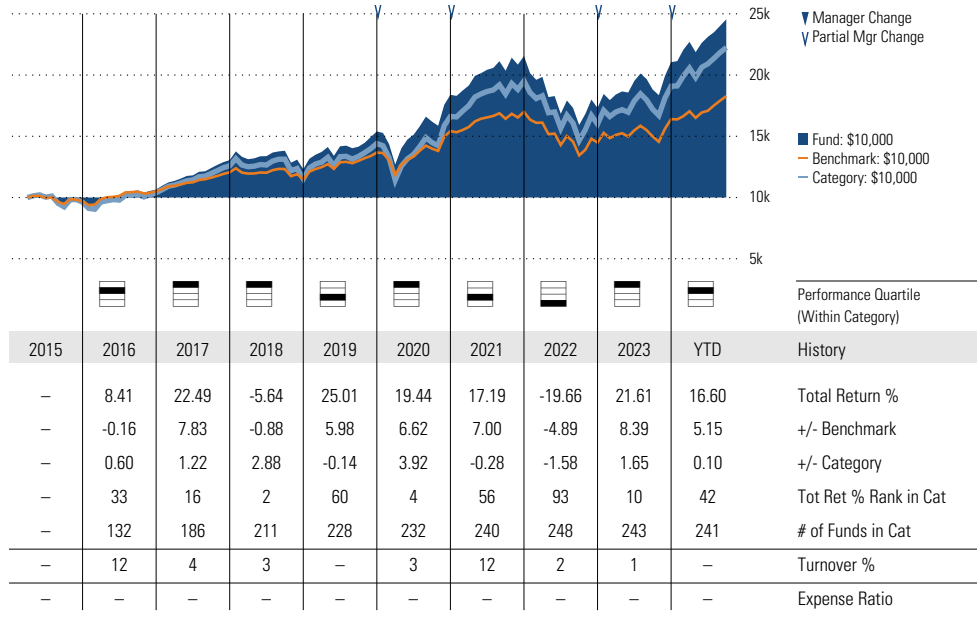 25k
20k
15k
10k
5k
Manager Change
Partial Mgr Change
Fund: $10,000
Benchmark: $10,000
Category: $10,000
Performance Quartile
(Within Category)
2015 2016 2017 2018 2019 2020 2021 2022 2023 YTD History
– 8.41 22.49 -5.64 25.01 19.44 17.19 -19.66 21.61 16.60 Total Return %
– -0.16 7.83 -0.88 5.98 6.62 7.00 -4.89 8.39 5.15 +/- Benchmark
– 0.60 1.22 2.88 -0.14 3.92 -0.28 -1.58 1.65 0.10 +/- Category
– 33 16 2 60 4 56 93 10 42 Tot Ret % Rank in Cat
– 132 186 211 228 232 240 248 243 241 # of Funds in Cat
– 12 4 3 – 3 12 2 1 – Turnover %
– – – – – – – – – – Expense Ratio